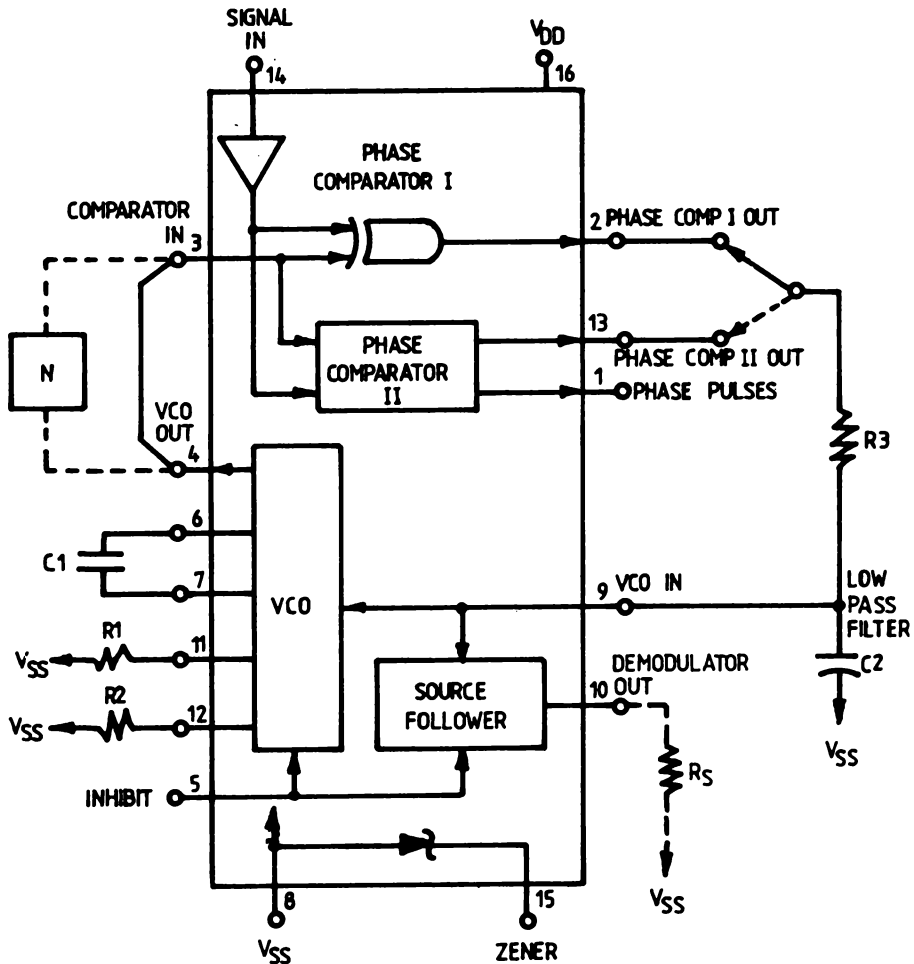 SIGNAL
IN
14
VDD
16
PHASE
COMPARATOR I
COMPARATOR
IN
3
2
PHASE COMP I OUT
N
PHASE
COMPARATOR
II
13
PHASE COMP II OUT
1
PHASE PULSES
VCO
OUT
4
R3
6
C1
7
VCO
9
VCO IN
LOW
PASS
FILTER
C2
VSS
R1
11
VSS
R2
12
VSS
SOURCE
FOLLOWER
DEMODULATOR
OUT
10
RS
VSS
INHIBIT
5
8
VSS
15
ZENER